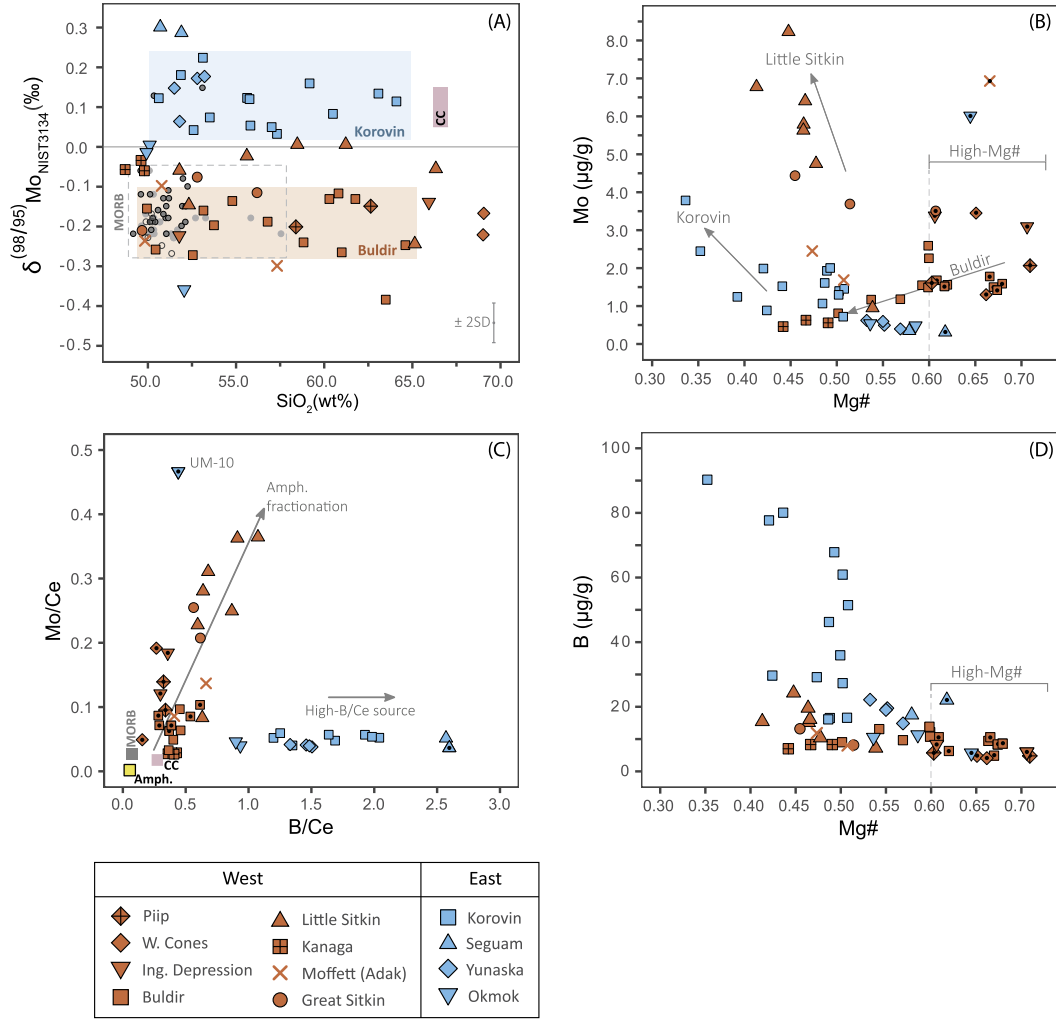 (A)
0.3
0.2
0.1
0.0
-0.1
-0.2
-0.3
-0.4
-0.5
δ(98/95)MoNIST3134(‰)
Korovin
CC
MORB
Buldir
± 2SD
50.0 55.0 60.0 65.0 70.0
SiO2(wt%)
(B)
8.0
7.0
6.0
5.0
4.0
3.0
2.0
1.0
0.0
Mo (µg/g)
Little Sitkin
High-Mg#
Korovin
Buldir
0.30 0.35 0.40 0.45 0.50 0.55 0.60 0.65 0.70
Mg#
(C)
0.5
0.4
0.3
0.2
0.1
0.0
Mo/Ce
UM-10
Amph.
fractionation
High-B/Ce source
MORB
CC
Amph.
0.0 0.5 1.0 1.5 2.0 2.5 3.0
B/Ce
(D)
100
80
60
40
20
0
B (µg/g)
High-Mg#
0.30 0.35 0.40 0.45 0.50 0.55 0.60 0.65 0.70
Mg#
West East
Piip
W. Cones
Ing. Depression
Buldir
Little Sitkin
Kanaga
Moffett (Adak)
Great Sitkin
Korovin
Seguam
Yunaska
Okmok